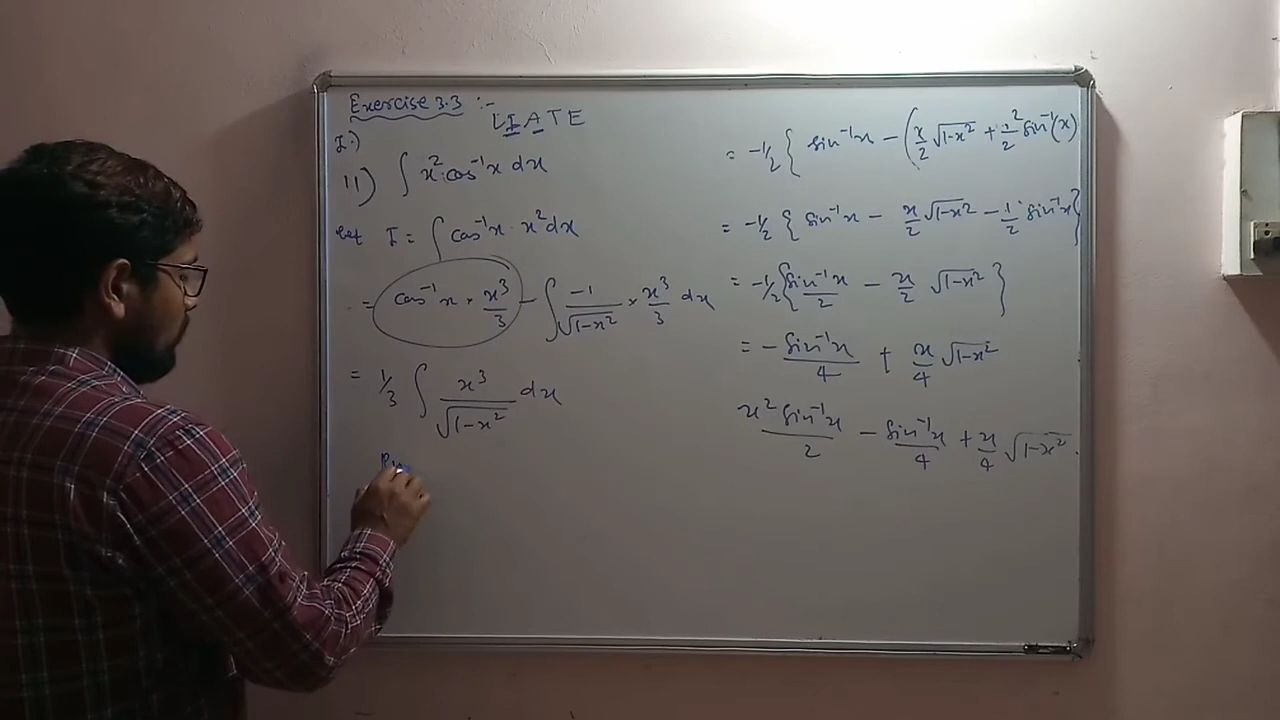 Exercise 3.3 :-
LIATE
I.)
11) ∫ x² cos⁻¹x dx
let I = ∫ cos⁻¹x · x² dx
= cos⁻¹x × x³/3 - ∫ -1/√(1-x²) × x³/3 dx
= 1/3 ∫ x³/√(1-x²) dx
= -1/2 { sin⁻¹x - (x/2 √(1-x²) + 1²/2 sin⁻¹(x)
= -1/2 { sin⁻¹x - x/2 √(1-x²) - 1/2 sin⁻¹x }
= -1/2 { sin⁻¹x/2 - x/2 √(1-x²) }
= - sin⁻¹x/4 + x/4 √(1-x²)
x² sin⁻¹x/2 - sin⁻¹x/4 + x/4 √(1-x²).